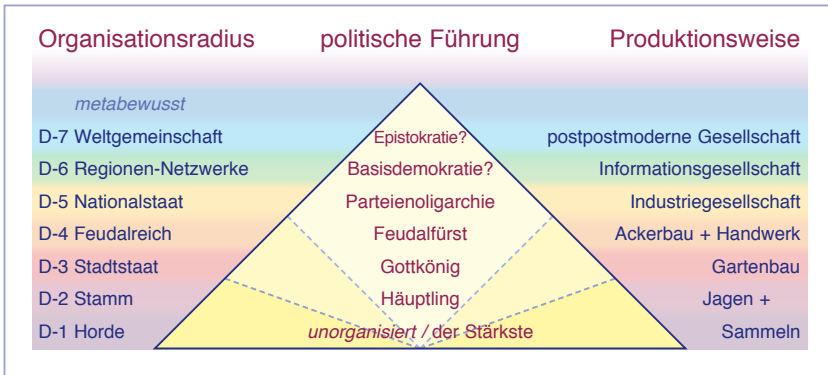 Organisationsradius politische Führung Produktionsweise
metabewusst
D-7 Weltgemeinschaft Epistokratie? postpostmoderne Gesellschaft
D-6 Regionen-Netzwerke Basisdemokratie? Informationsgesellschaft
D-5 Nationalstaat Parteienoligarchie Industriegesellschaft
D-4 Feudalreich Feudalfürst Ackerbau + Handwerk
D-3 Stadtstaat Gottkönig Gartenbau
D-2 Stamm Häuptling Jagen +
D-1 Horde unorganisiert / der Stärkste Sammeln